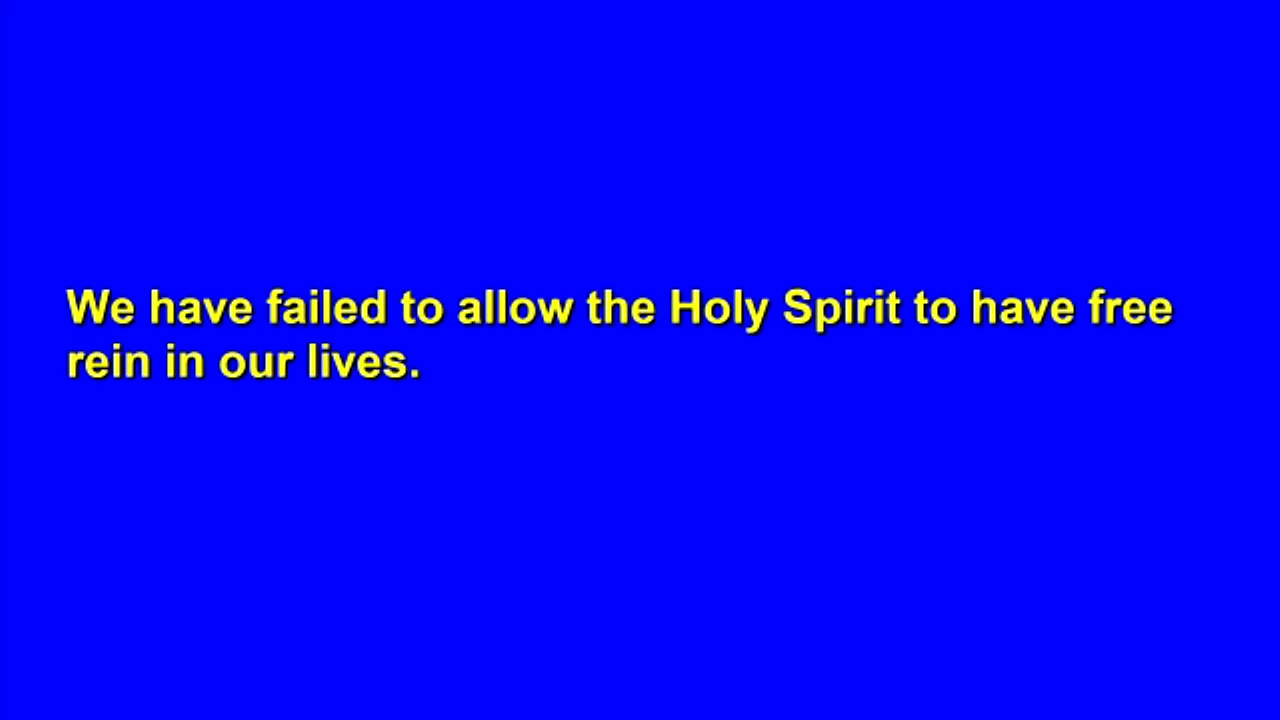 We have failed to allow the Holy Spirit to have free
rein in our lives.